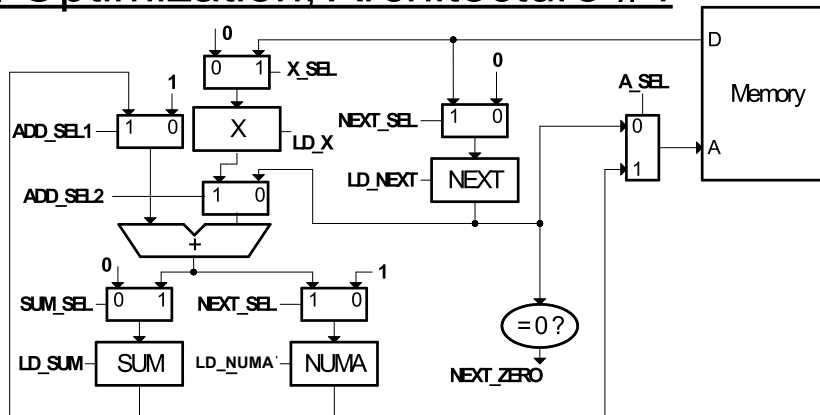 Optimization, Architecture #4
0
D
0 1
X_SEL
0
1
A_SEL
Memory
ADD_SEL1
1 0
X
NEXT_SEL
1 0
0
LD_X
A
ADD_SEL2
1 0
LD_NEXT
NEXT
1
+
0
1
SUM_SEL
0 1
NEXT_SEL
1 0
= 0 ?
LD_SUM
SUM
LD_NUMA
NUMA
NEXT_ZERO